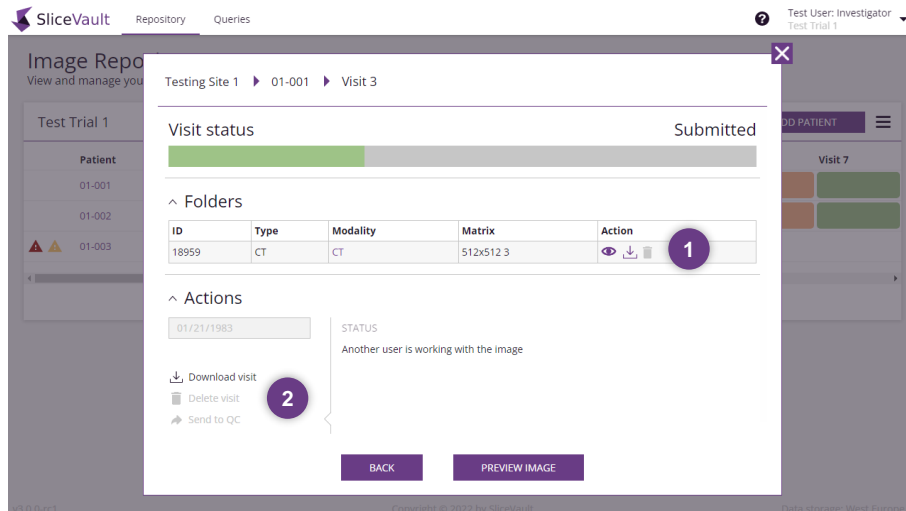 SliceVault
Repository
Queries
?
Test User: Investigator
Test Trial 1
Image Repo
View and manage you
Test Trial 1
DD PATIENT
Patient
Visit 7
01-001
01-002
01-003
Testing Site 1 01-001 Visit 3
Visit status
Submitted
Folders
ID Type Modality Matrix Action
18959 CT CT 512x512 3
1
Actions
01/21/1983
STATUS
Another user is working with the image
Download visit
Delete visit
2
Send to QC
BACK
PREVIEW IMAGE
v3.0.0-rc1
Copyright © 2022 by SliceVault
Data storage: West Europe